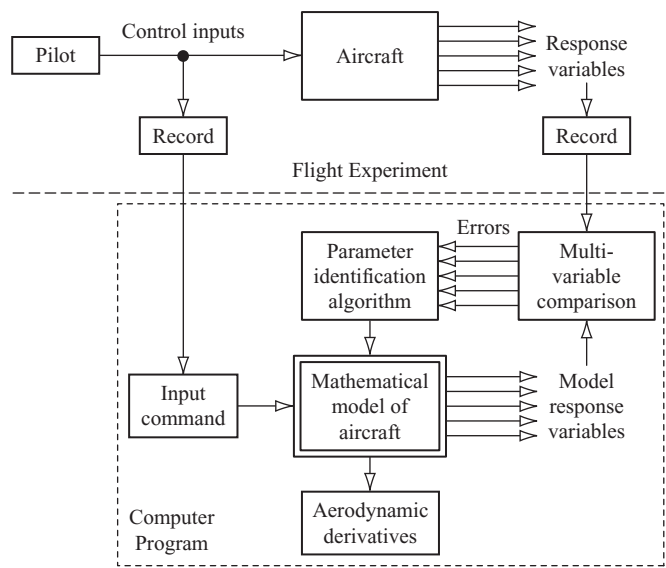 Control inputs
Pilot
Aircraft
Response
variables
Record
Record
Flight Experiment
Errors
Parameter
identification
algorithm
Multi-
variable
comparison
Input
command
Mathematical
model of
aircraft
Model
response
variables
Aerodynamic
derivatives
Computer
Program